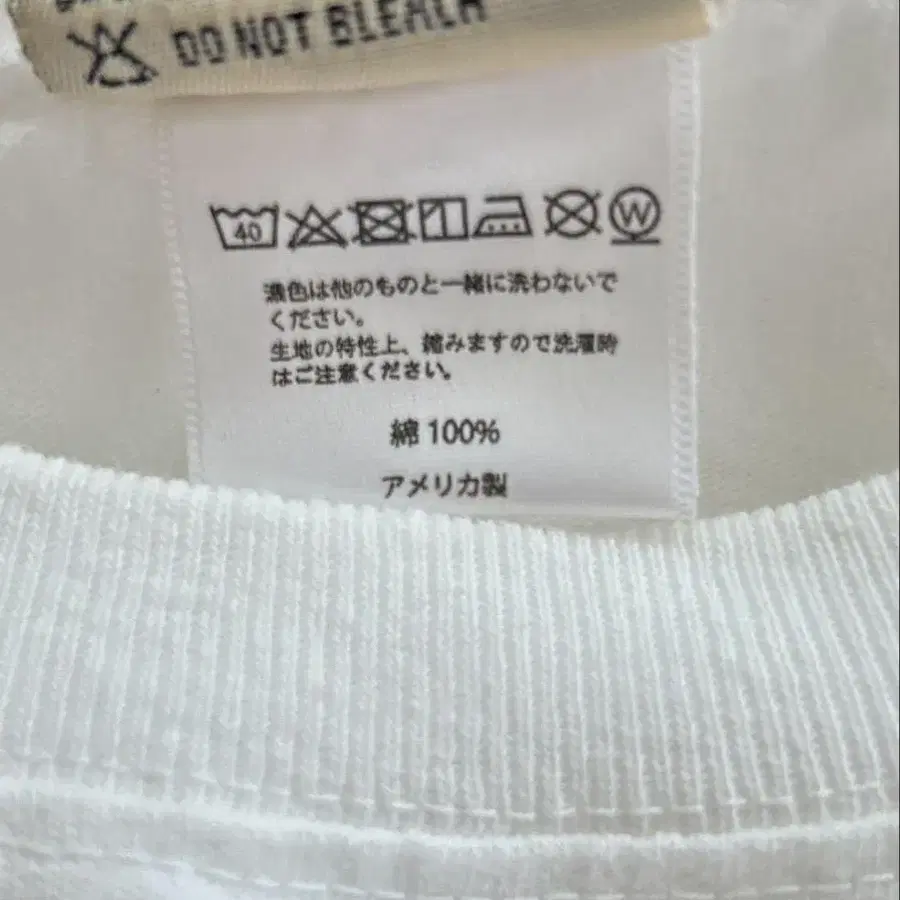 DO NOT BLEACH
40
W
濃色は他のものと一緒に洗わないで
ください。
生地の特性上、縮みますので洗濯時
はご注意ください。
綿 100%
アメリカ製